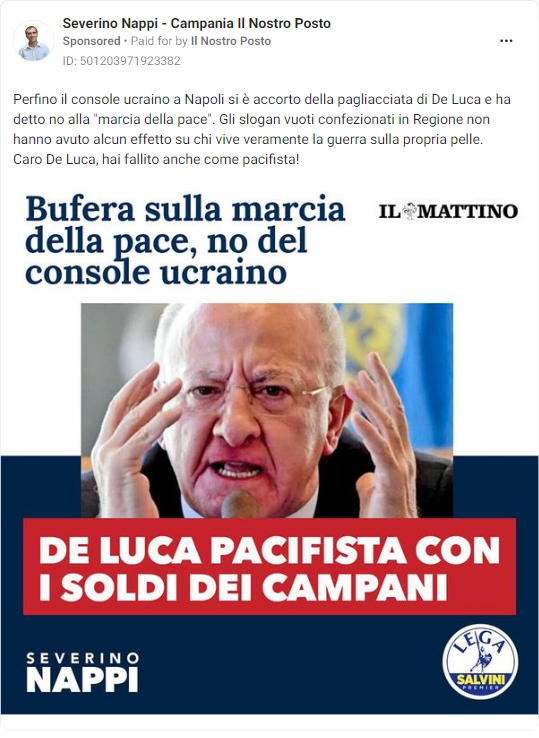 Severino Nappi - Campania Il Nostro Posto
Sponsored • Paid for by Il Nostro Posto
ID: 501203971923382
Perfino il console ucraino a Napoli si è accorto della pagliacciata di De Luca e ha
detto no alla "marcia della pace". Gli slogan vuoti confezionati in Regione non
hanno avuto alcun effetto su chi vive veramente la guerra sulla propria pelle.
Caro De Luca, hai fallito anche come pacifista!
Bufera sulla marcia
della pace, no del
console ucraino
IL MATTINO
DE LUCA PACIFISTA CON
I SOLDI DEI CAMPANI
SEVERINO
NAPPI
LEGA
SALVINI
PREMIER